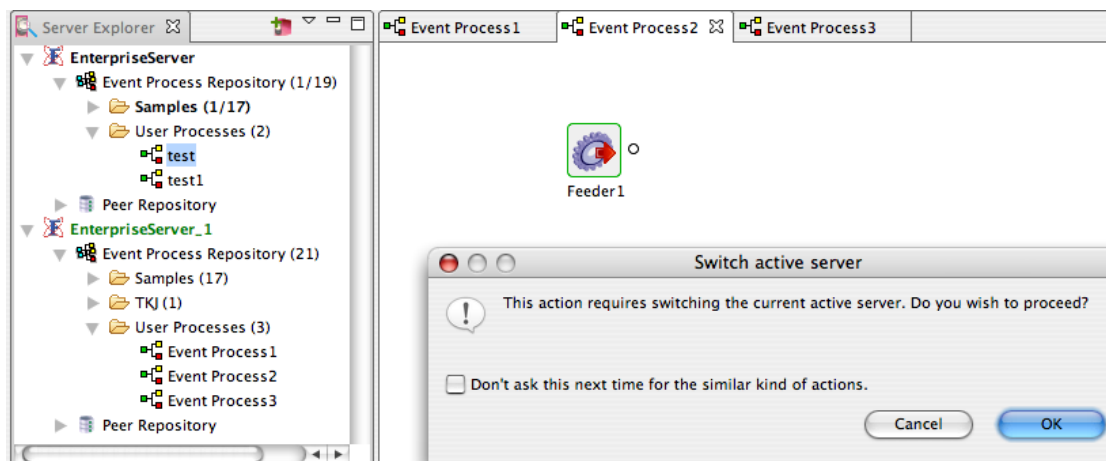 Server Explorer
EnterpriseServer
Event Process Repository (1/19)
Samples (1/17)
User Processes (2)
test
test1
Peer Repository
EnterpriseServer_1
Event Process Repository (21)
Samples (17)
TKJ (1)
User Processes (3)
Event Process1
Event Process2
Event Process3
Peer Repository
Event Process1
Event Process2
Event Process3
Feeder1
Switch active server
This action requires switching the current active server. Do you wish to proceed?
Don't ask this next time for the similar kind of actions.
Cancel
OK